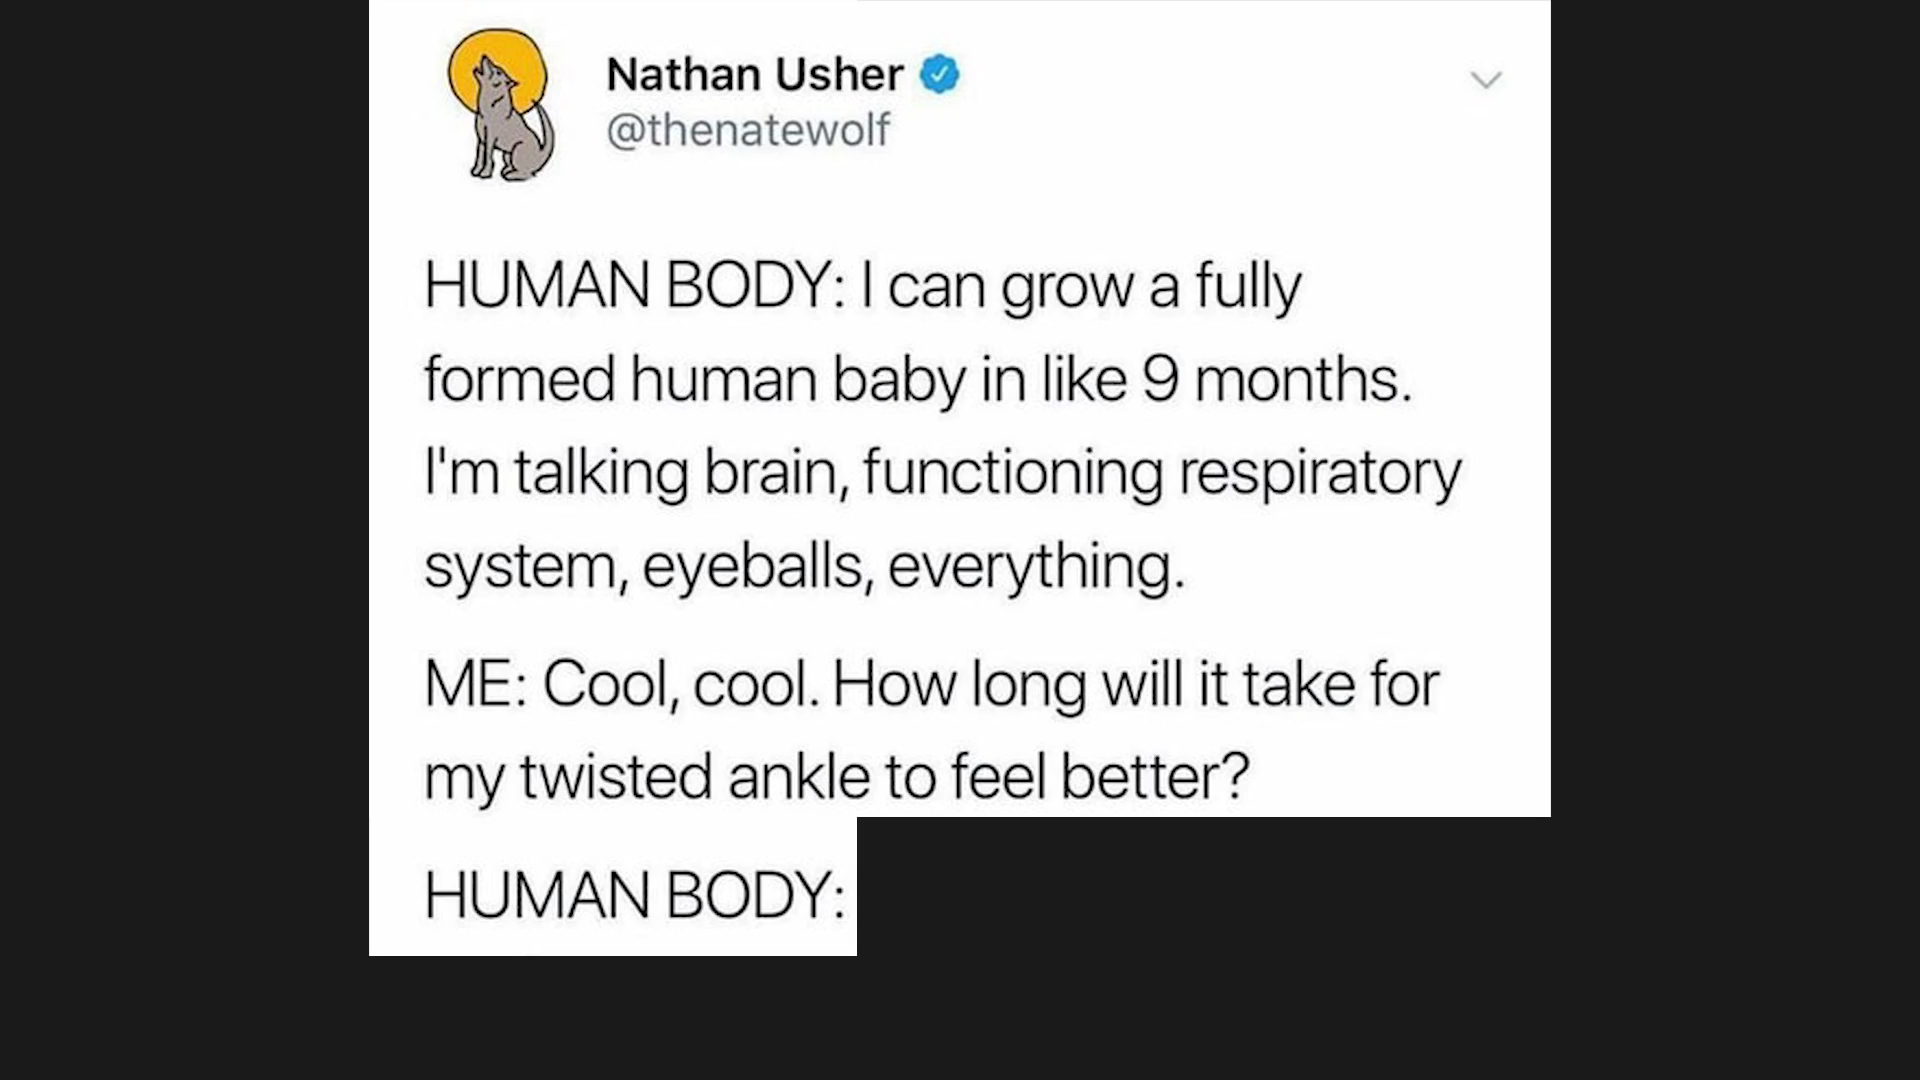 Nathan Usher
@thenatewolf
HUMAN BODY: I can grow a fully
formed human baby in like 9 months.
I'm talking brain, functioning respiratory
system, eyeballs, everything.
ME: Cool, cool. How long will it take for
my twisted ankle to feel better?
HUMAN BODY: